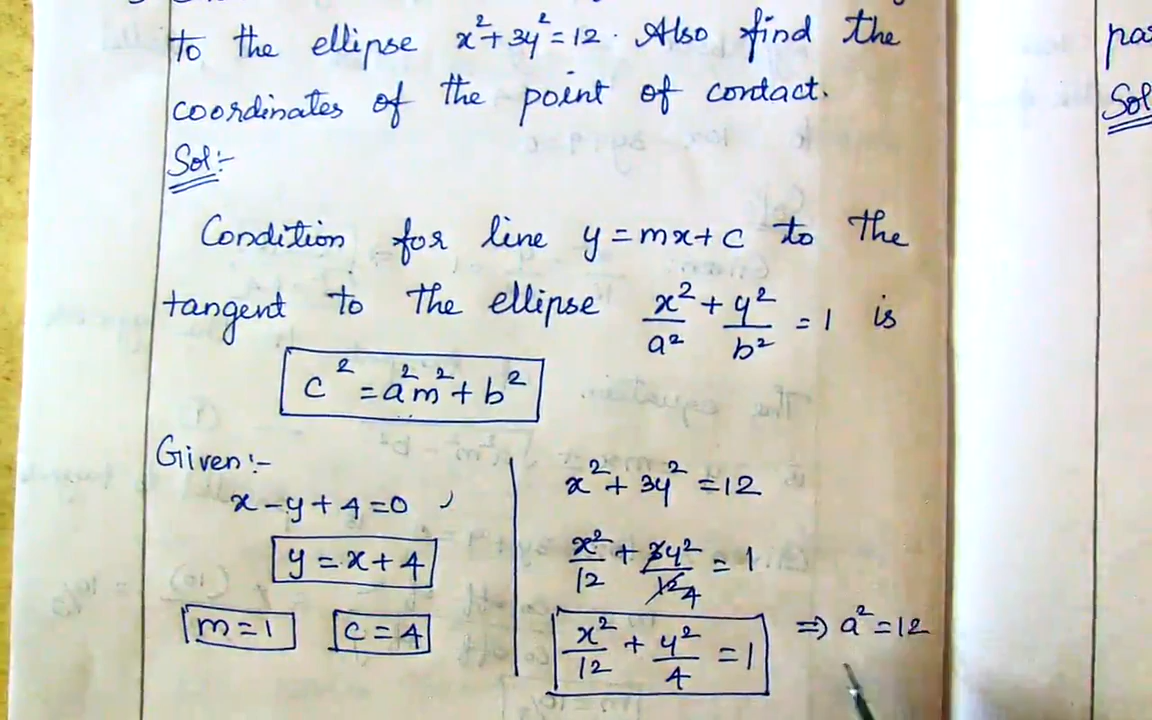 to the ellipse x²+3y²=12. Also find the
coordinates of the point of contact.
Sol:-
Condition for line y=mx+c to the
tangent to the ellipse x²/a² + y²/b² = 1 is
c² = a²m² + b²
Given:-
x-y+4=0,
y=x+4
m=1 c=4
x²+3y²=12
x²/12 + 3y²/12 4 = 1
x²/12 + y²/4 = 1 ⇒ a²=12
Sol